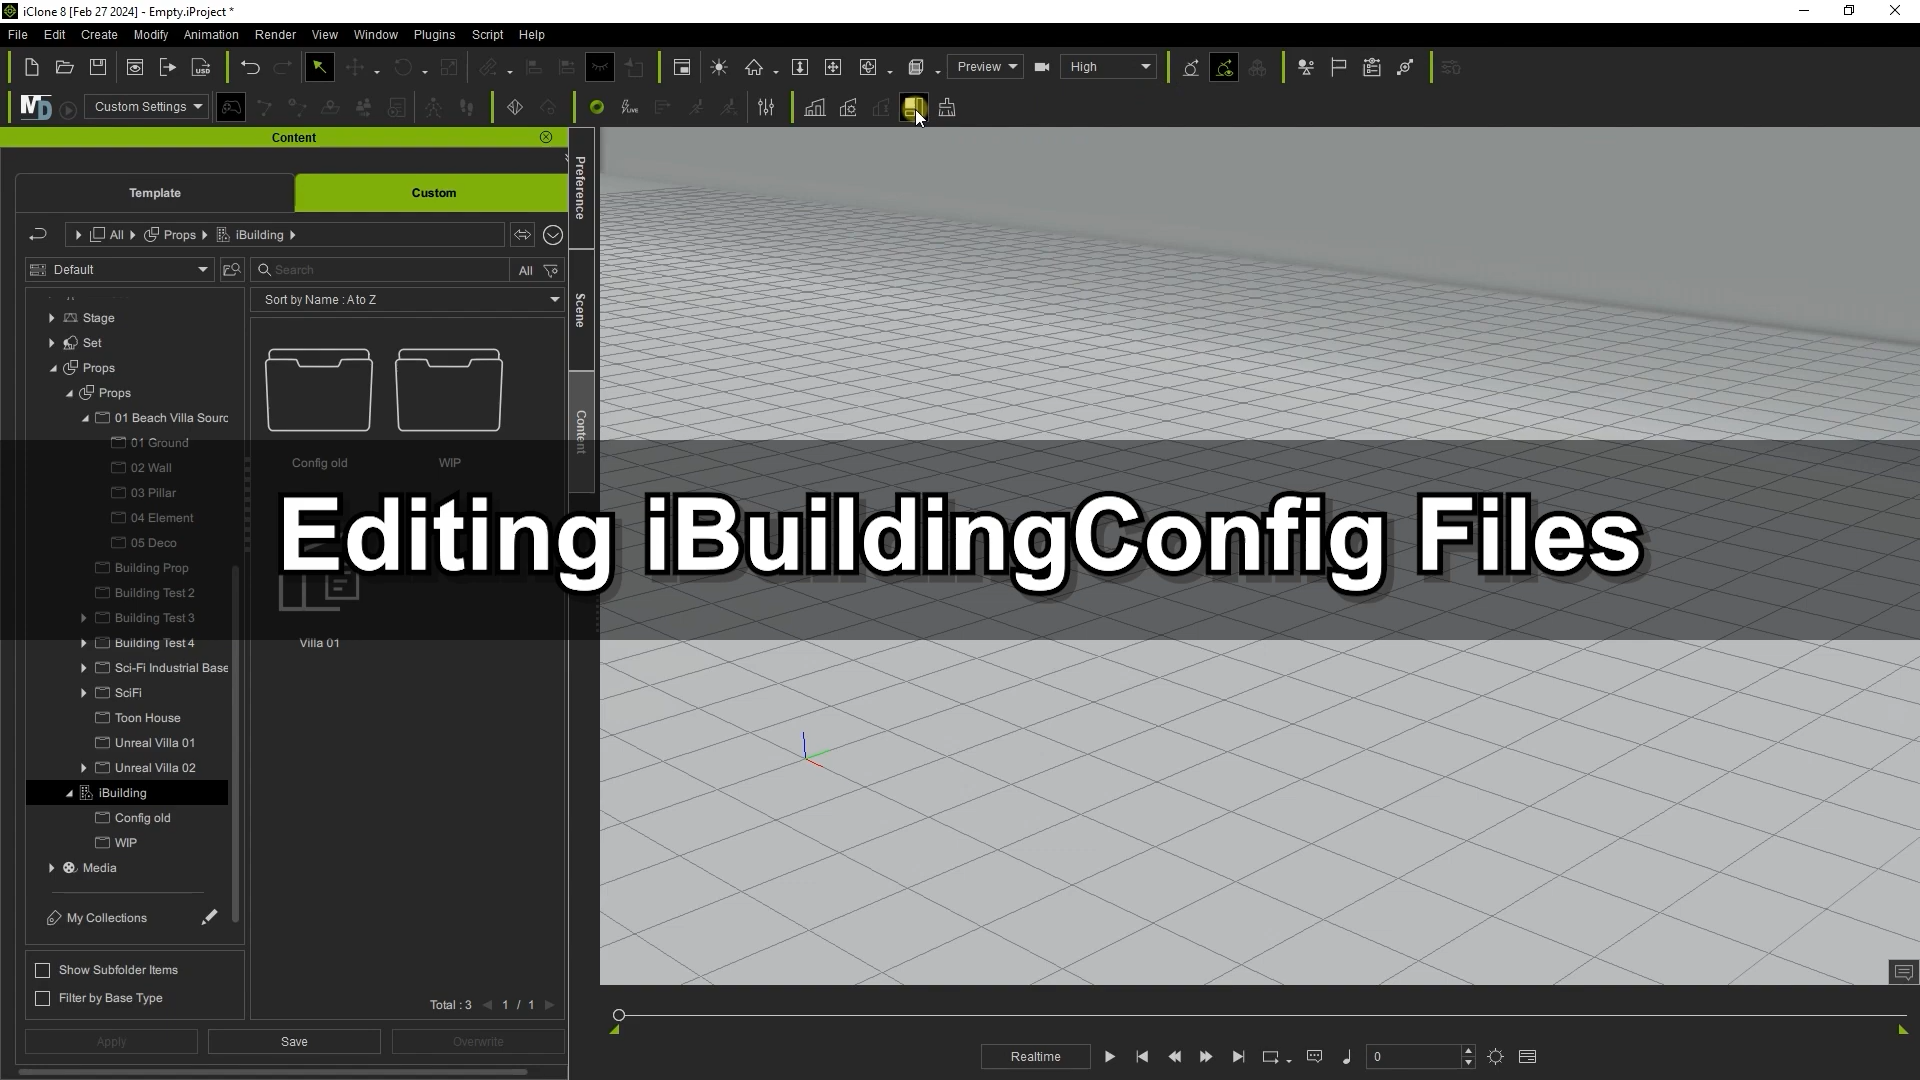 iClone 8 [Feb 27 2024] - Empty.iProject *
File Edit Create Modify Animation Render View Window Plugins Script Help
USD
Preview
High
MD
Custom Settings
LIVE
Content
Template
Custom
All
Props
iBuilding
Default
Search
All
Sort by Name : A to Z
Preference
Scene
Content
Stage
Set
Props
Props
01 Beach Villa Sourc
01 Ground
02 Wall
03 Pillar
04 Element
05 Deco
Building Prop
Building Test 2
Building Test 3
Building Test 4
Sci-Fi Industrial Base
SciFi
Toon House
Unreal Villa 01
Unreal Villa 02
iBuilding
Config old
WIP
Media
My Collections
Show Subfolder Items
Filter by Base Type
Config old
WIP
Villa 01
Editing iBuildingConfig Files
Total : 3
1 / 1
Apply
Save
Overwrite
Realtime
0